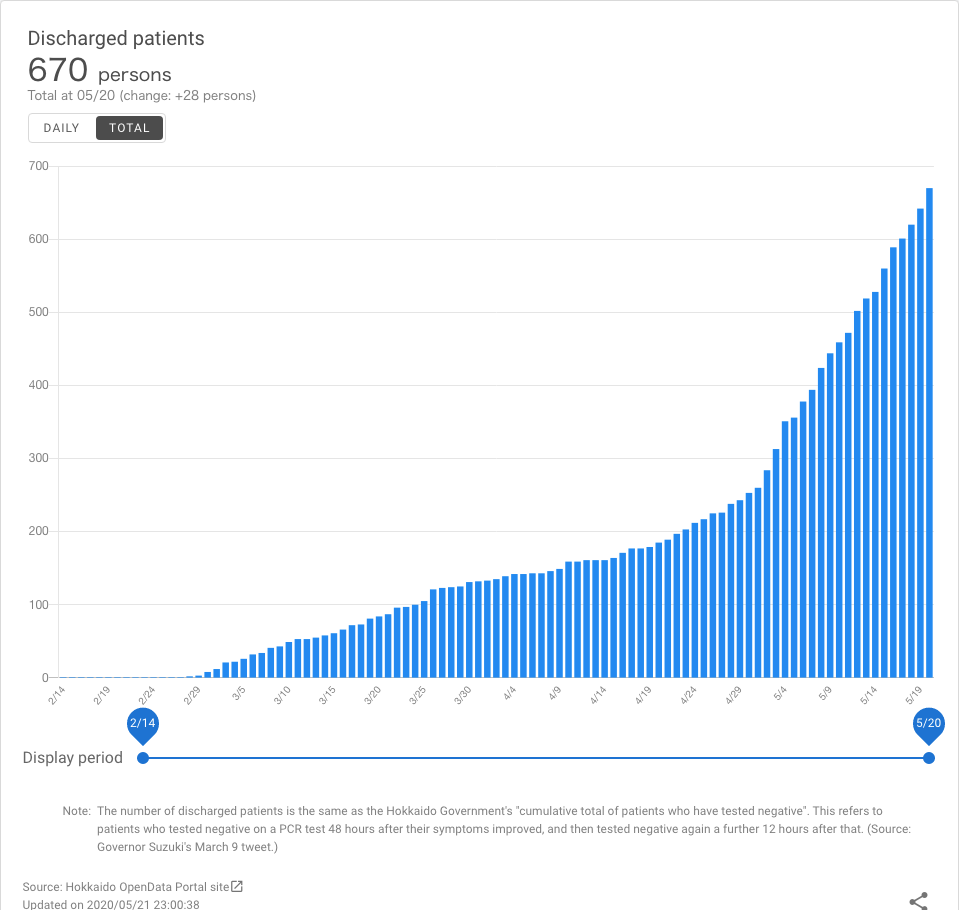 Discharged patients
670 persons
Total at 05/20 (change: +28 persons)
DAILY TOTAL
700
600
500
400
300
200
100
0
2/14 2/19 2/24 2/29 3/5 3/10 3/15 3/20 3/25 3/30 4/4 4/9 4/14 4/19 4/24 4/29 5/4 5/9 5/14 5/19
2/14 5/20
Display period
Note: The number of discharged patients is the same as the Hokkaido Government's "cumulative total of patients who have tested negative". This refers to
patients who tested negative on a PCR test 48 hours after their symptoms improved, and then tested negative again a further 12 hours after that. (Source:
Governor Suzuki's March 9 tweet.)
Source: Hokkaido OpenData Portal site
Updated on 2020/05/21 23:00:38